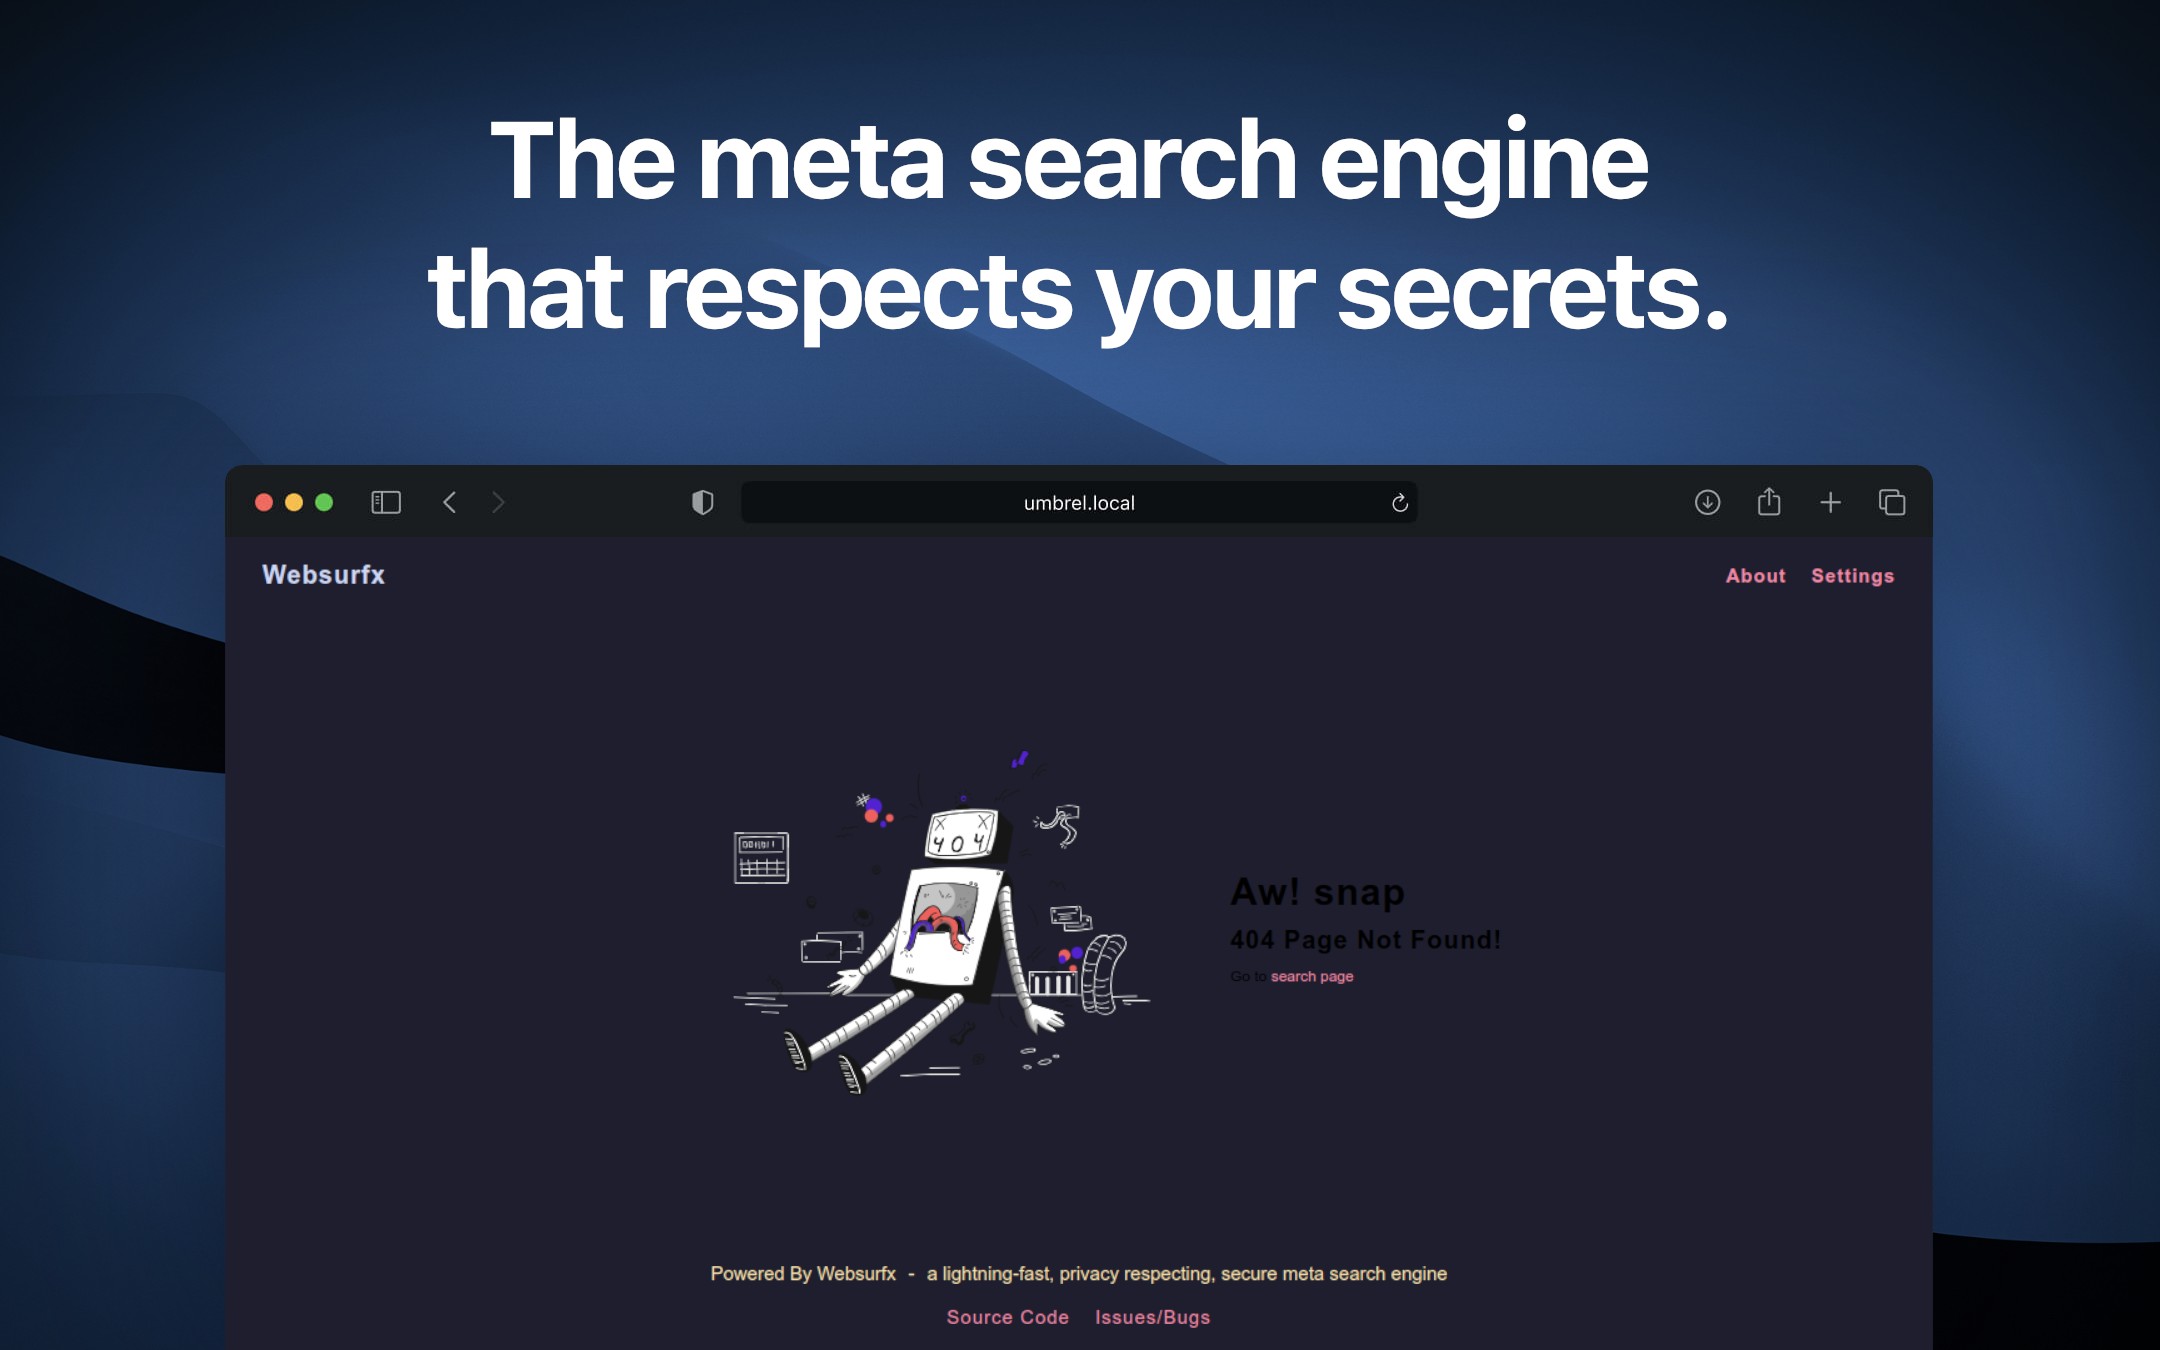 The meta search engine
that respects your secrets.
umbrel.local
Websurfx
About Settings
404
Aw! snap
404 Page Not Found!
Go to search page
Powered By Websurfx - a lightning-fast, privacy respecting, secure meta search engine
Source Code Issues/Bugs